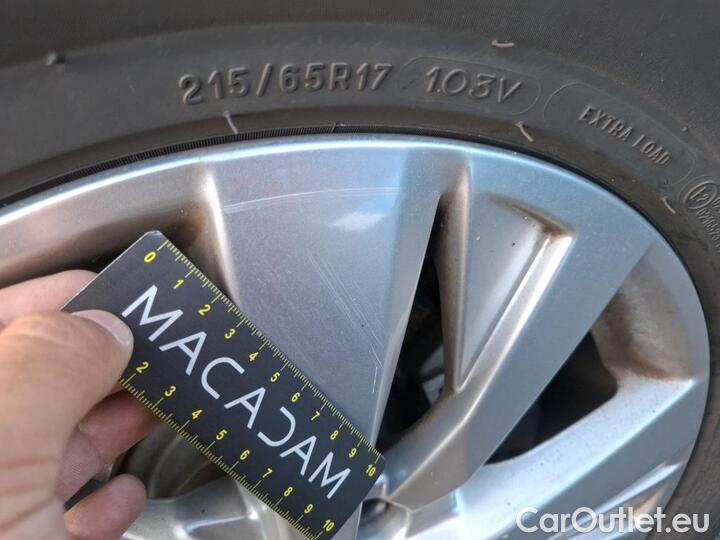 215/65R17 103V
EXTRA LOAD
0 1 2 3 4 5 6 7 8 9 10
MACADAM
2 3 4 5 6 7 8 9 10
CarOutlet.eu